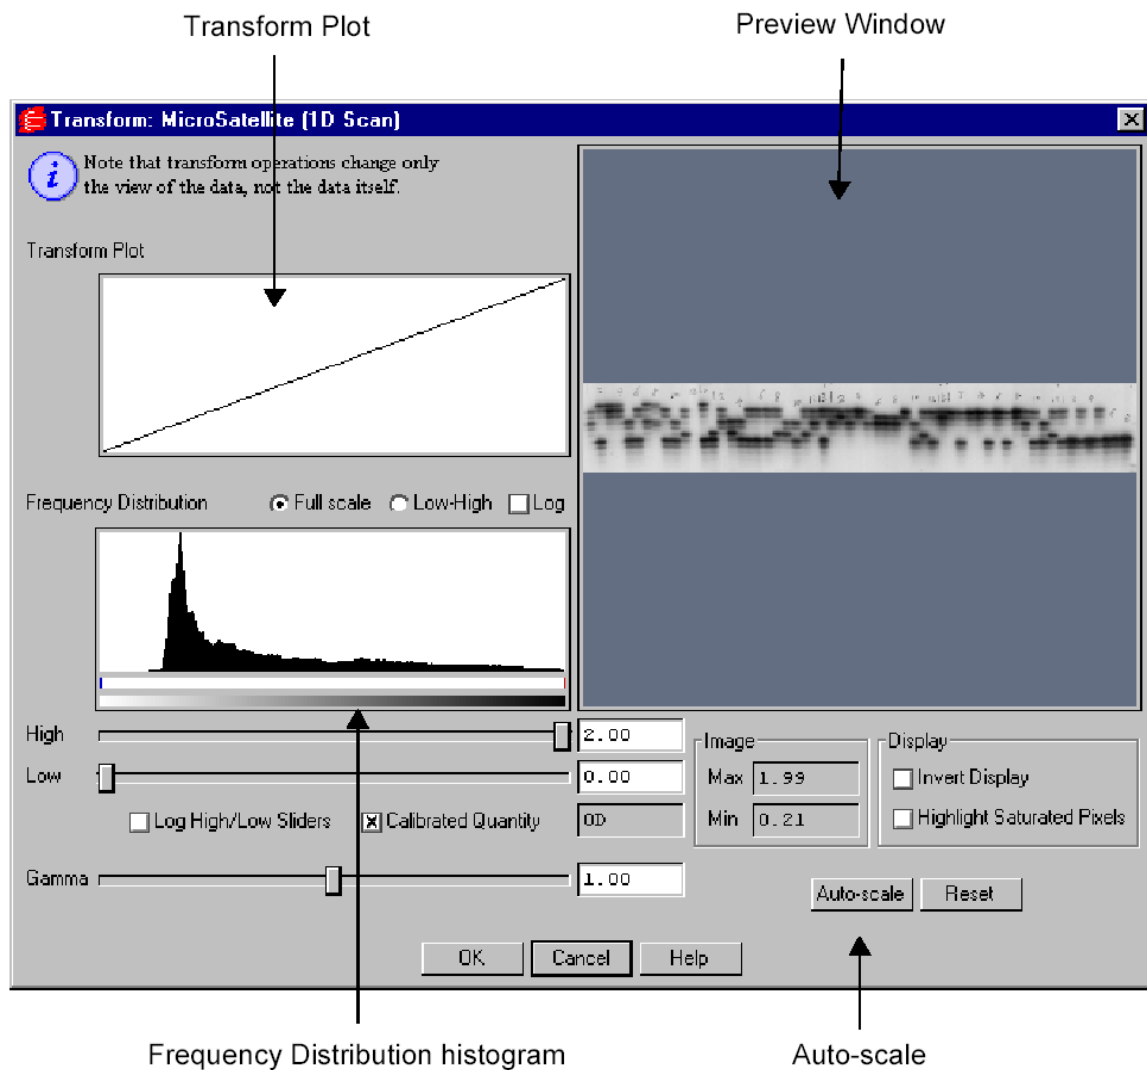 Transform Plot
Preview Window
Transform: MicroSatellite (1D Scan)
Note that transform operations change only
the view of the data, not the data itself.
Transform Plot
Frequency Distribution Full scale Low-High Log
High 2.00
Low 0.00
Log High/Low Sliders Calibrated Quantity OD
Gamma 1.00
Image
Max 1.99
Min 0.21
Display
Invert Display
Highlight Saturated Pixels
Auto-scale Reset
OK Cancel Help
Frequency Distribution histogram
Auto-scale